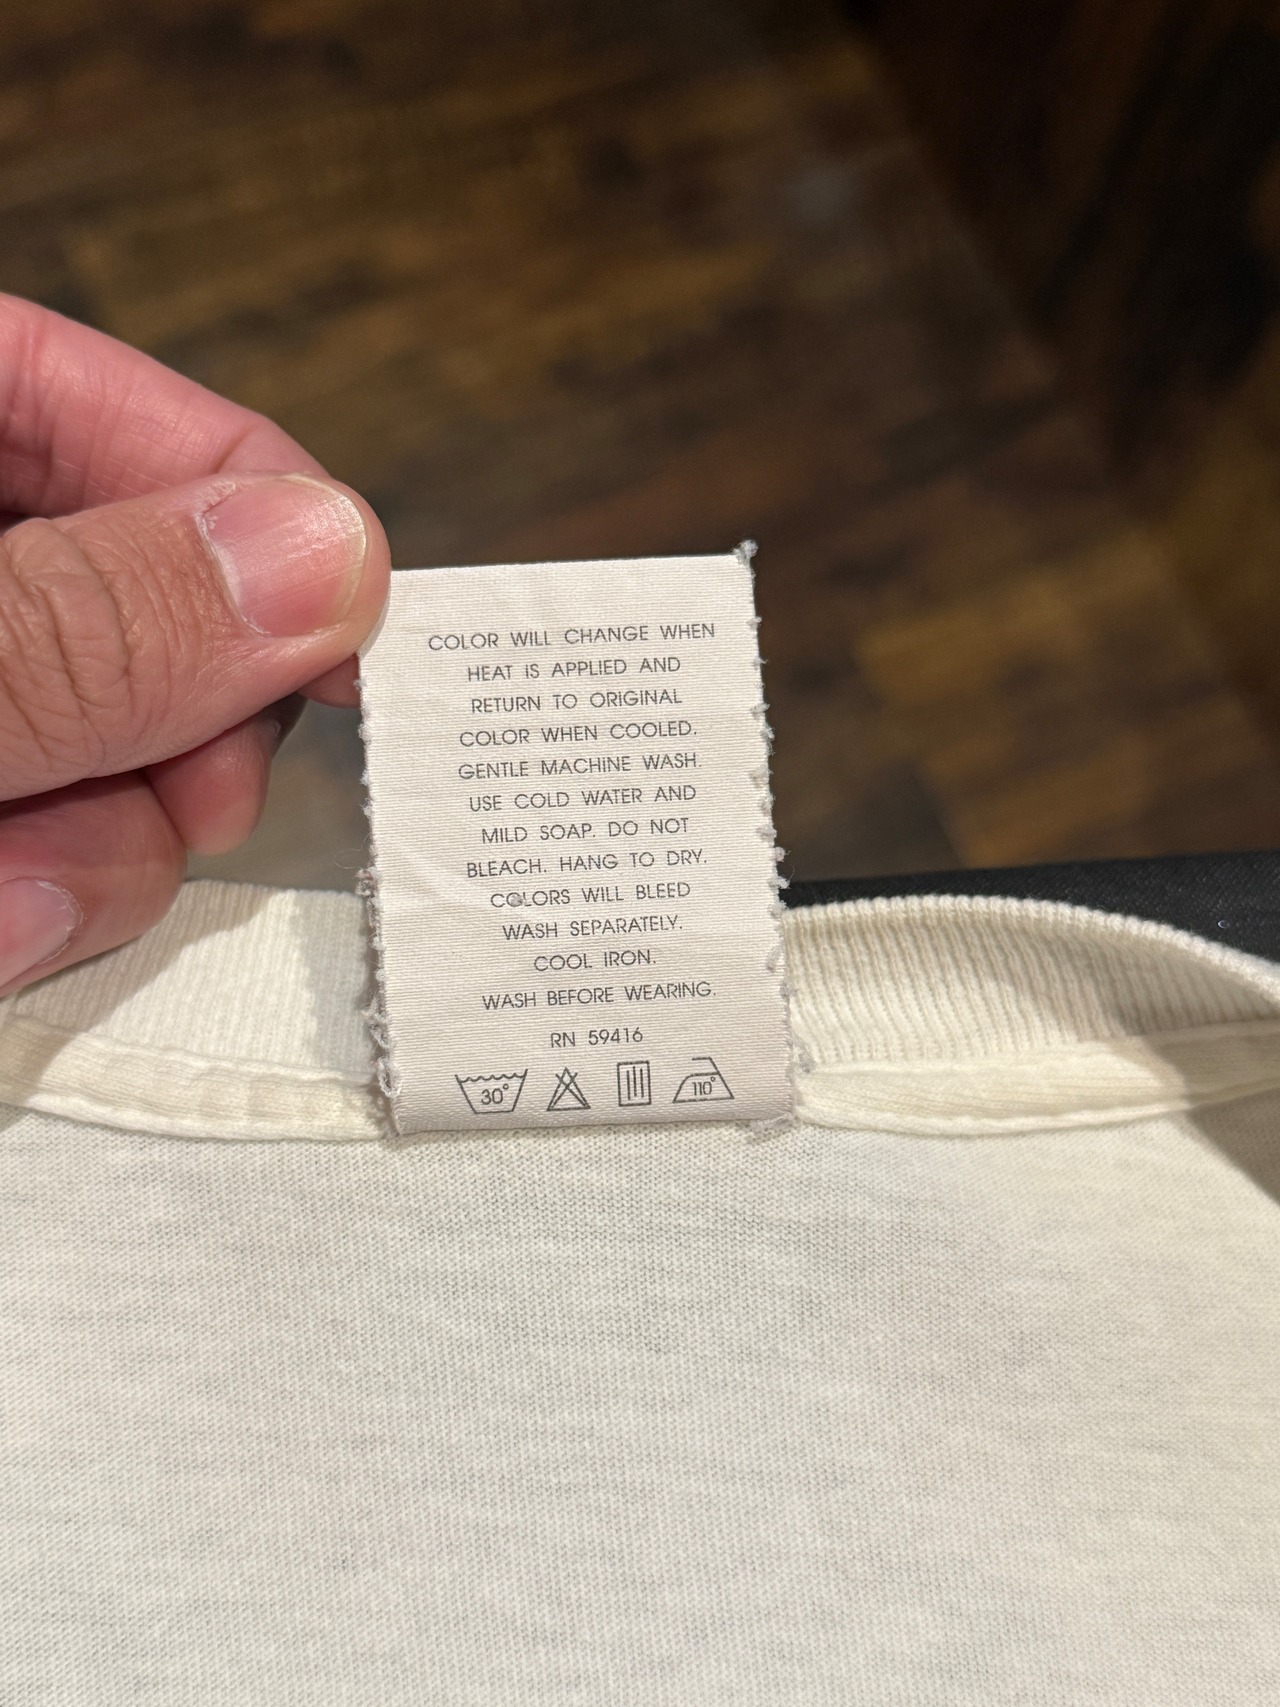 COLOR WILL CHANGE WHEN
HEAT IS APPLIED AND
RETURN TO ORIGINAL
COLOR WHEN COOLED.
GENTLE MACHINE WASH.
USE COLD WATER AND
MILD SOAP. DO NOT
BLEACH. HANG TO DRY.
COLORS WILL BLEED
WASH SEPARATELY.
COOL IRON.
WASH BEFORE WEARING.
RN 59416
30° 110°